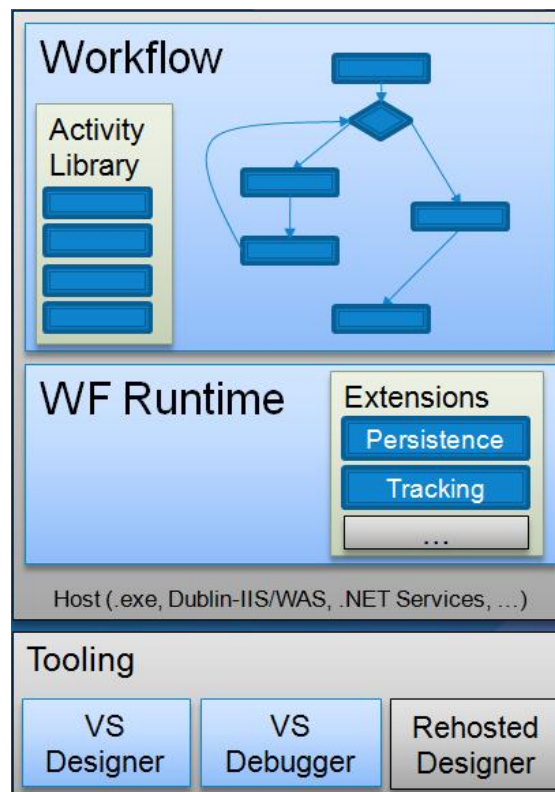 Workflow
Activity
Library
WF Runtime
Extensions
Persistence
Tracking
...
Host (.exe, Dublin-IIS/WAS, .NET Services, ...)
Tooling
VS
Designer
VS
Debugger
Rehosted
Designer